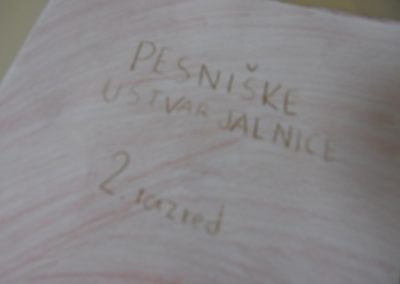 PESNIŠKE
USTVARJALNICE
2. razred